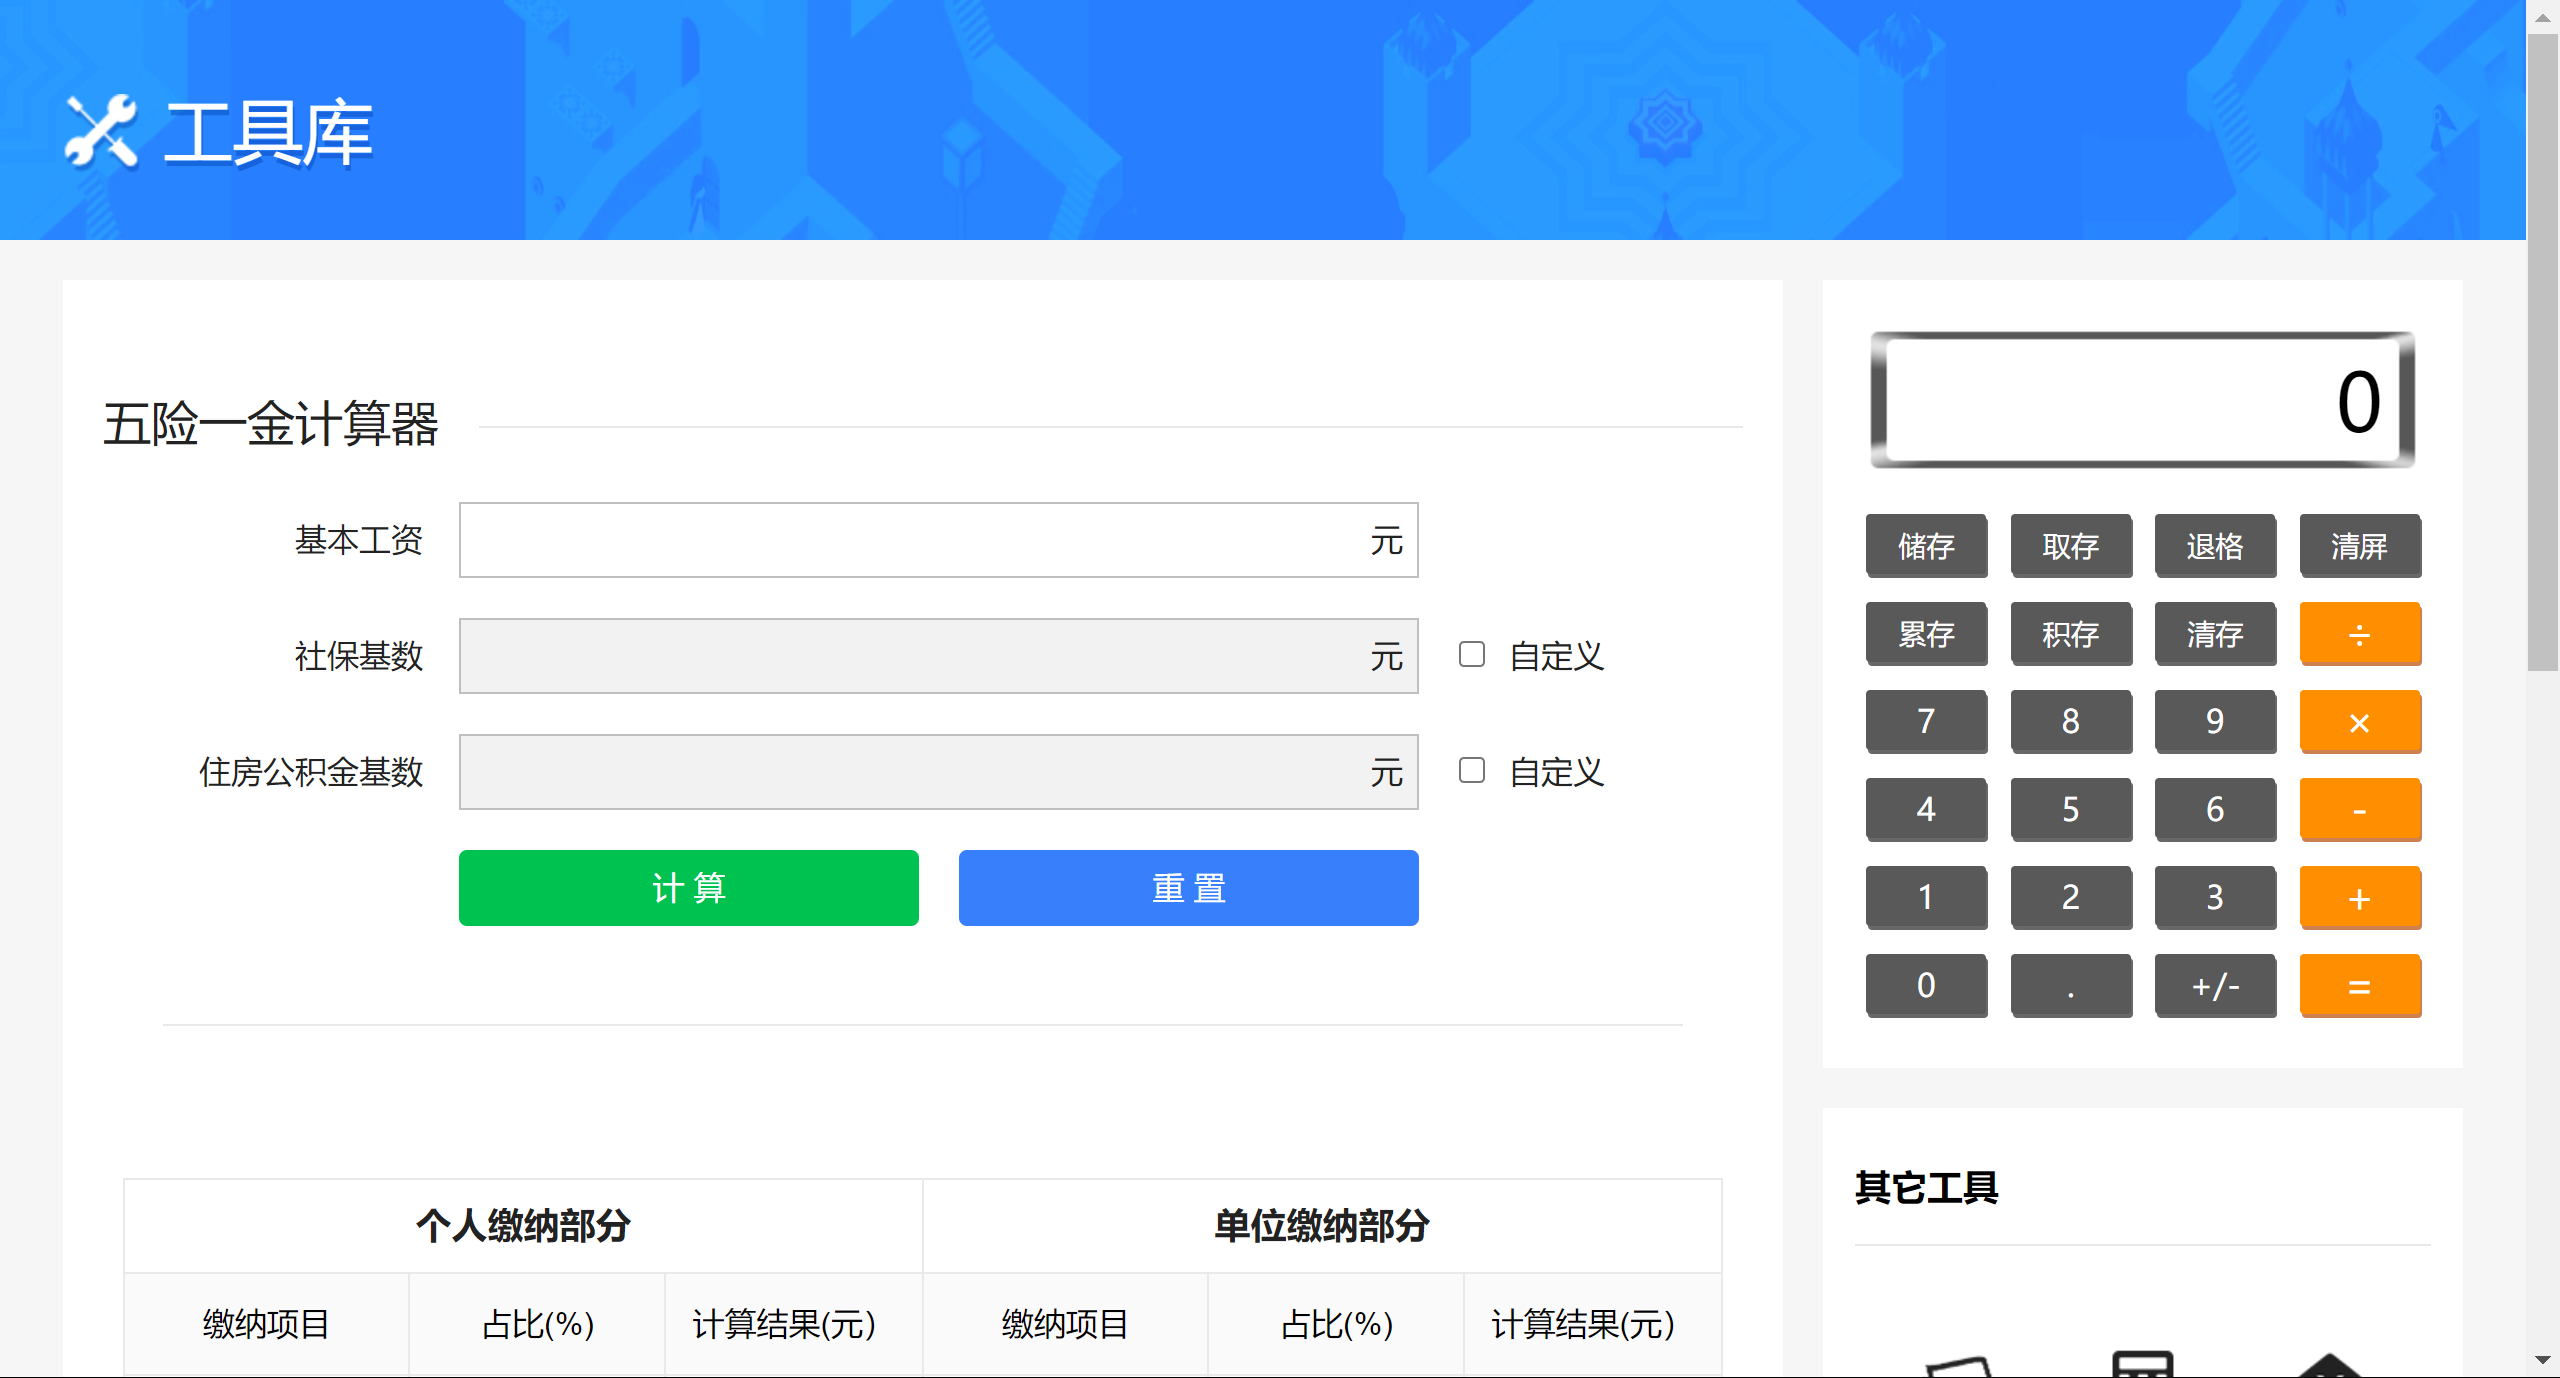 工具库
五险一金计算器
基本工资 元
社保基数 元 自定义
住房公积金基数 元 自定义
计 算 重 置
个人缴纳部分 单位缴纳部分
缴纳项目 占比(%) 计算结果(元) 缴纳项目 占比(%) 计算结果(元)
0
储存 取存 退格 清屏
累存 积存 清存 ÷
7 8 9 ×
4 5 6 -
1 2 3 +
0 . +/- =
其它工具